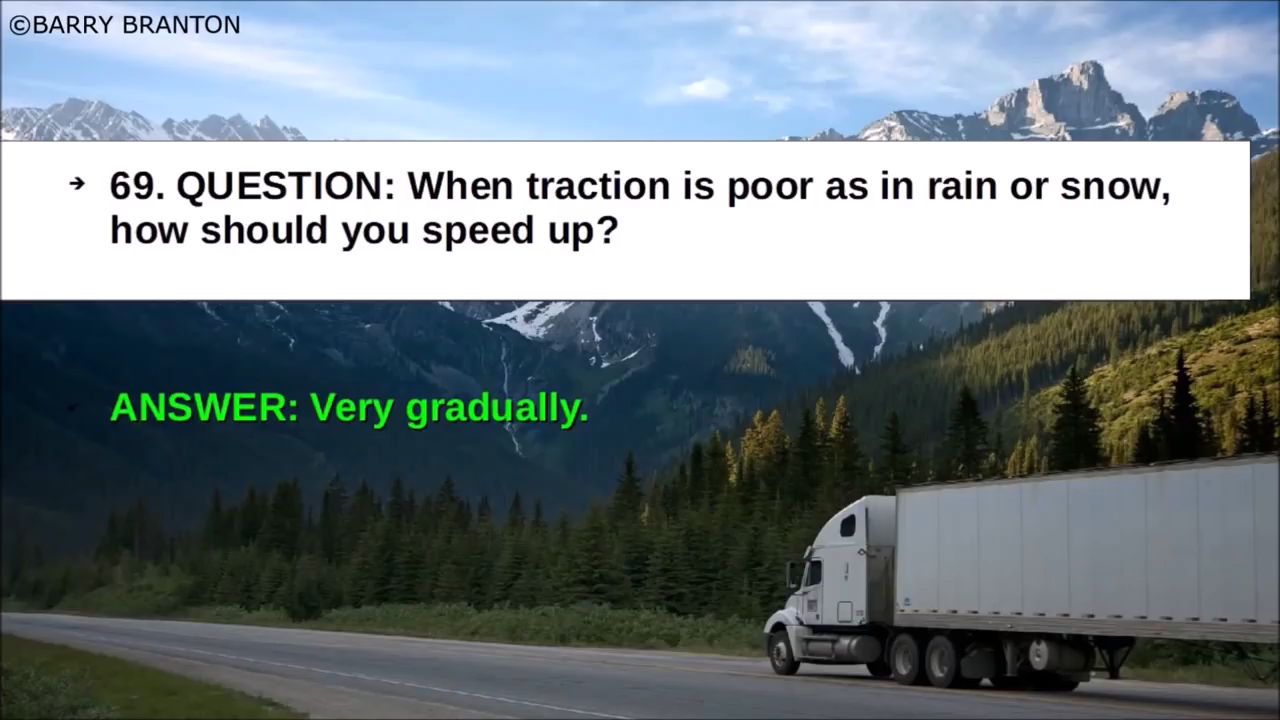 ©BARRY BRANTON
➔ 69. QUESTION: When traction is poor as in rain or snow,
how should you speed up?
ANSWER: Very gradually.